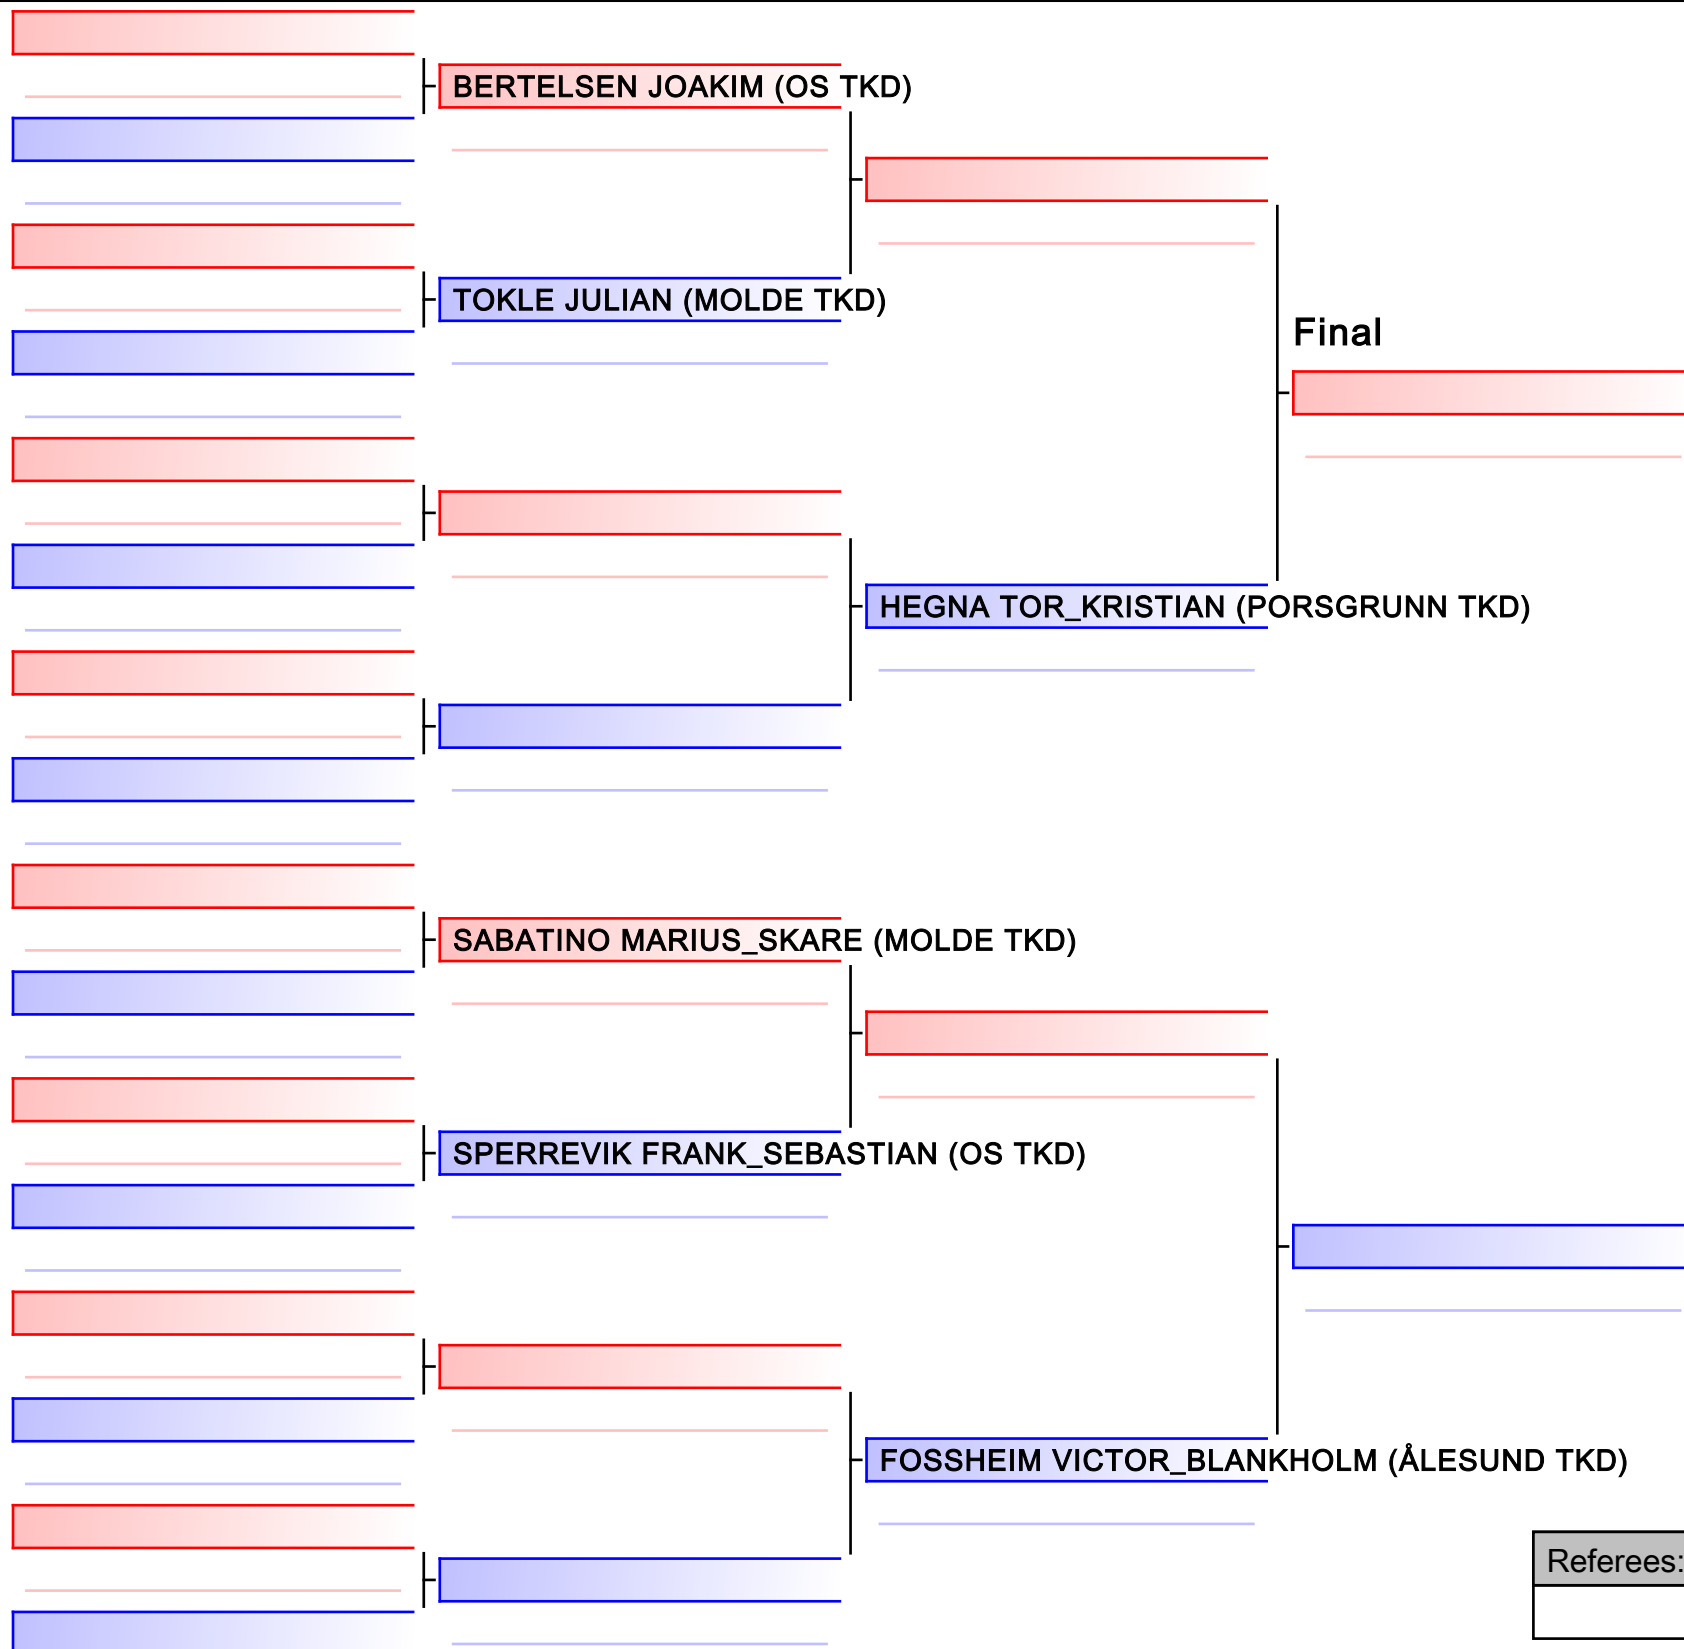 BERTELSEN JOAKIM (OS TKD)
TOKLE JULIAN (MOLDE TKD)
Final
HEGNA TOR_KRISTIAN (PORSGRUNN TKD)
SABATINO MARIUS_SKARE (MOLDE TKD)
SPERREVIK FRANK_SEBASTIAN (OS TKD)
FOSSHEIM VICTOR_BLANKHOLM (ÅLESUND TKD)
Referees: